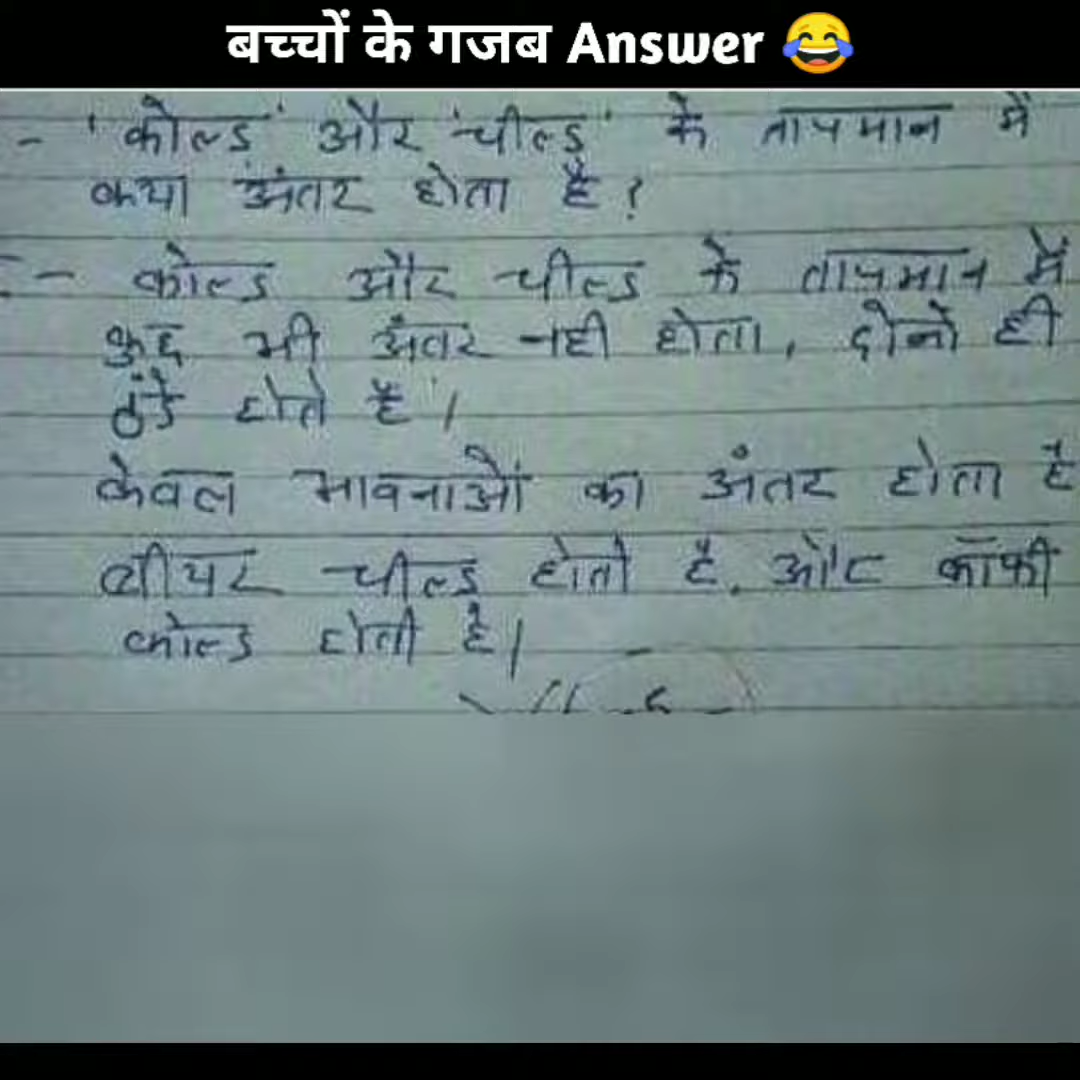 बच्चों के गजब Answer 😂
- 'कोल्ड' और 'चील्ड' के तापमान में
क्या अंतर होता है?
:- कोल्ड और चील्ड के तापमान में
कुछ भी अंतर नही होता, दोनो ही
ठंडे होते है।
केवल भावनाओं का अंतर होता है
बीयर चील्ड होती है, और कॉफी
कोल्ड होती है।